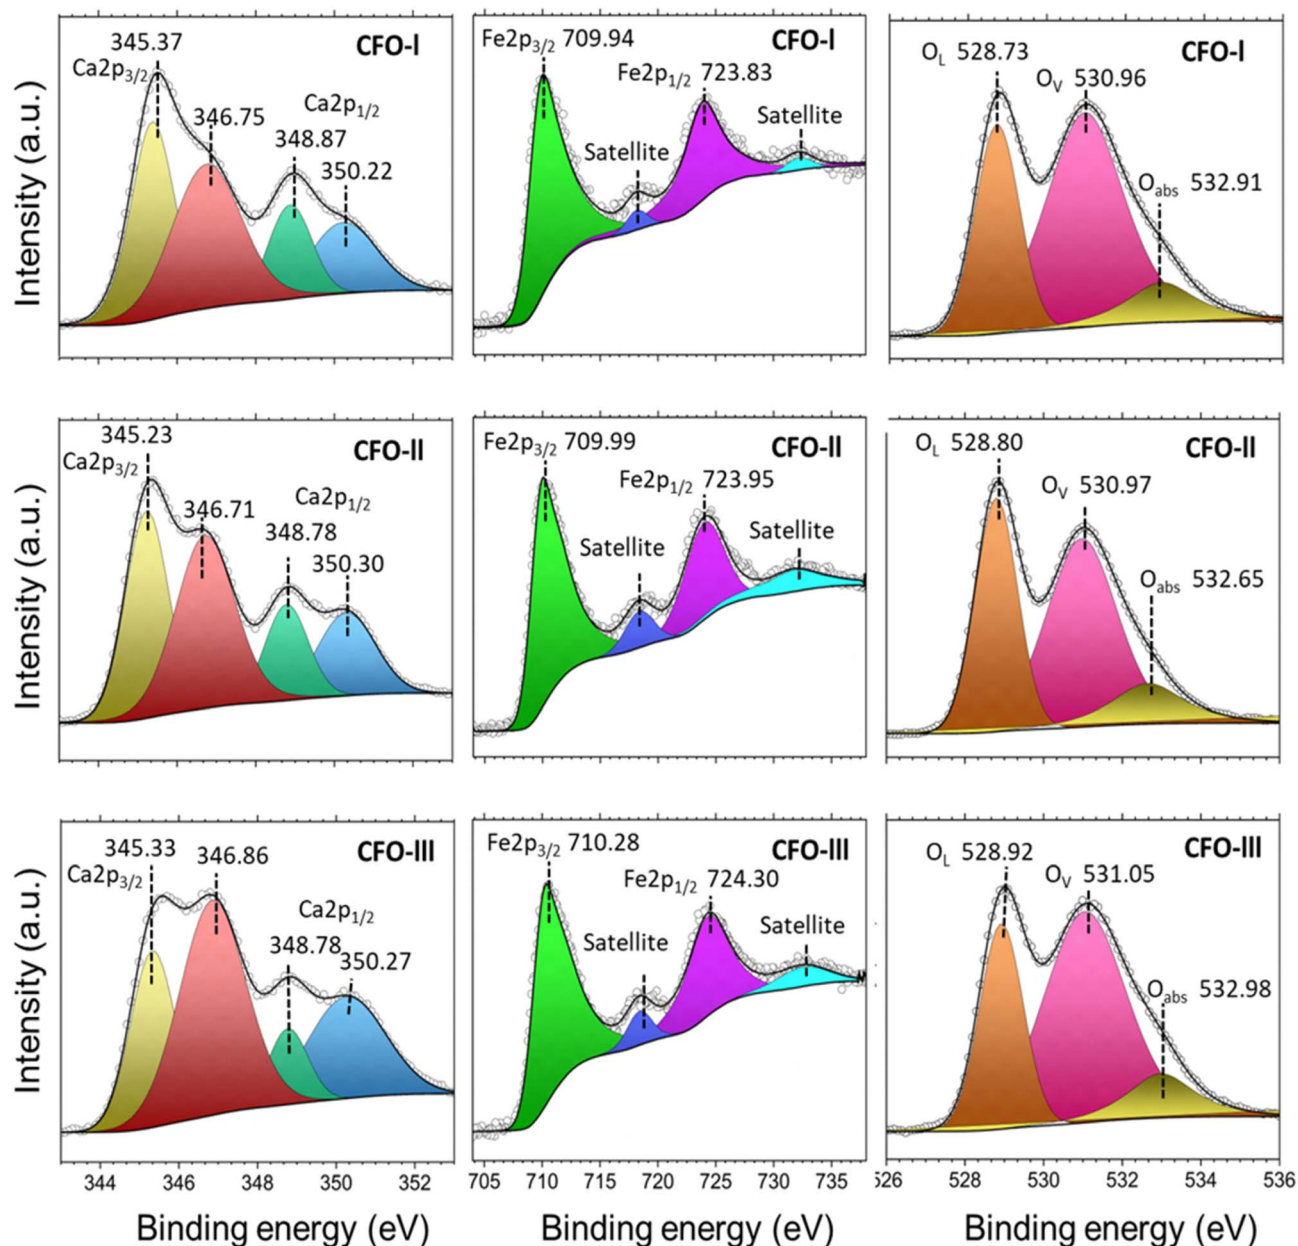 345.37
CFO-I
Ca2p3/2
346.75
Ca2p1/2
348.87
350.22
Intensity (a.u.)
Fe2p3/2 709.94
CFO-I
Fe2p1/2 723.83
Satellite
Satellite
OL 528.73
CFO-I
OV 530.96
Oabs 532.91
345.23
CFO-II
Ca2p3/2
346.71
Ca2p1/2
348.78
350.30
Intensity (a.u.)
Fe2p3/2 709.99
CFO-II
Fe2p1/2 723.95
Satellite
Satellite
OL 528.80
CFO-II
OV 530.97
Oabs 532.65
345.33
346.86
CFO-III
Ca2p3/2
Ca2p1/2
348.78
350.27
Intensity (a.u.)
344 346 348 350 352
Binding energy (eV)
Fe2p3/2 710.28
CFO-III
Fe2p1/2 724.30
Satellite
Satellite
705 710 715 720 725 730 735
Binding energy (eV)
OL 528.92
CFO-III
OV 531.05
Oabs 532.98
526 528 530 532 534 536
Binding energy (eV)